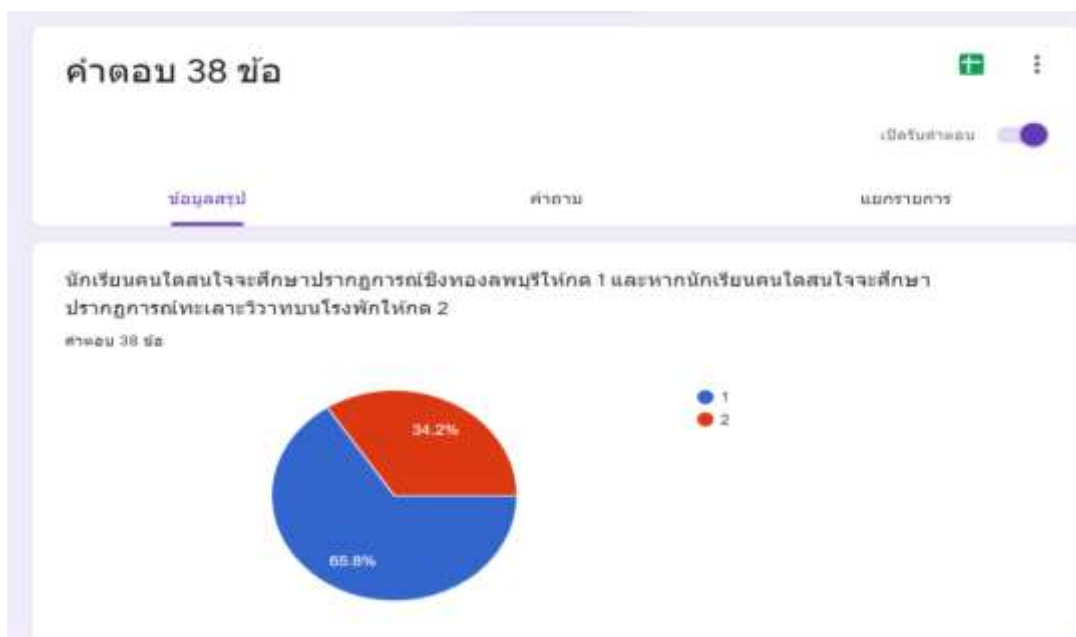 คำตอบ 38 ข้อ
เปิดรับคำตอบ
ข้อมูลสรุป
คำถาม
แยกรายการ
นักเรียนคนใดสนใจจะศึกษาปรากฏการณ์ชิงทองลพบุรีให้กด 1 และหากนักเรียนคนใดสนใจจะศึกษา
ปรากฏการณ์ทะเลาะวิวาทบนโรงพักให้กด 2
คำตอบ 38 ข้อ
1
2
34.2%
65.8%